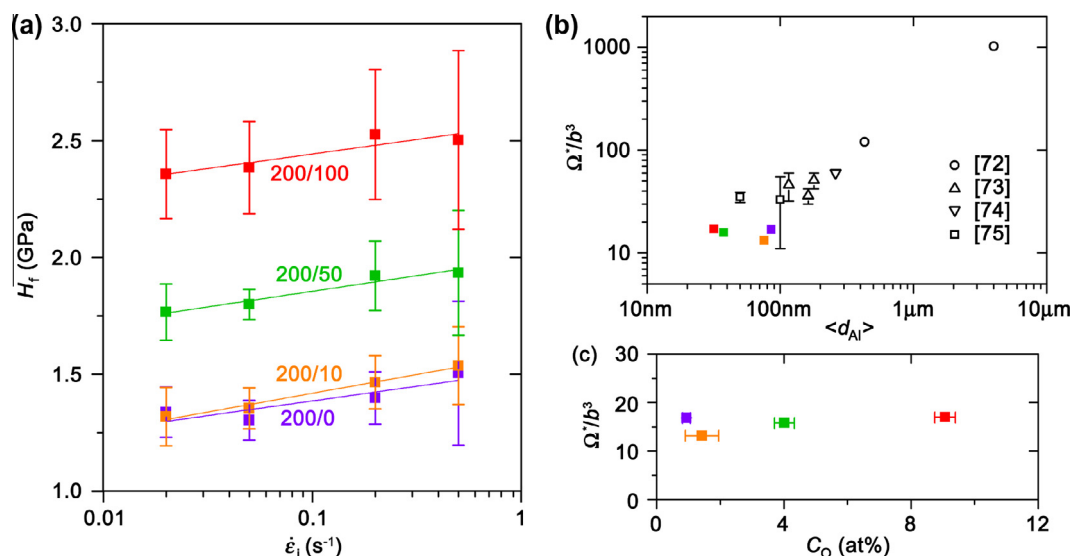 (a)
3.0
2.5
2.0
1.5
1.0
H_f (GPa)
200/100
200/50
200/10
200/0
0.01
0.1
1
ε̇_i (s⁻¹)
(b)
1000
100
10
Ω*/b³
[72]
[73]
[74]
[75]
10nm
100nm
1μm
10μm
<d_Al>
(c)
30
20
10
0
Ω*/b³
0
4
8
12
C_O (at%)